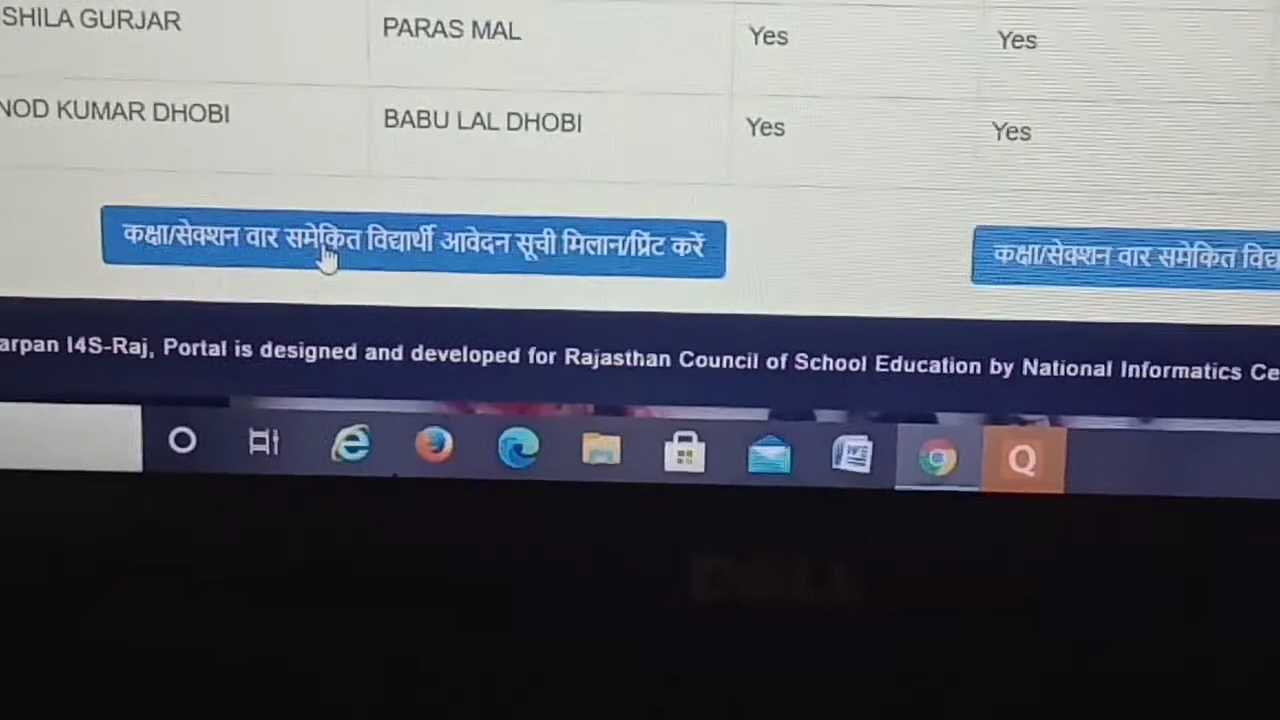 SHILA GURJAR PARAS MAL Yes Yes
NOD KUMAR DHOBI BABU LAL DHOBI Yes Yes
कक्षा/सेक्शन वार समेकित विद्यार्थी आवेदन सूची मिलान/प्रिंट करें कक्षा/सेक्शन वार समेकित विद्य
arpan I4S-Raj, Portal is designed and developed for Rajasthan Council of School Education by National Informatics Ce
Q